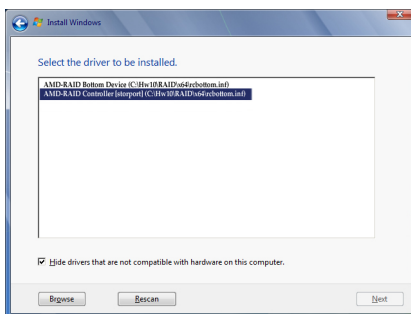 Install Windows
Select the driver to be installed.
AMD-RAID Bottom Device (C:\Hw10\RAID\x64\rcbottom.inf)
AMD-RAID Controller [storport] (C:\Hw10\RAID\x64\rcbottom.inf)
Hide drivers that are not compatible with hardware on this computer.
Browse Rescan Next